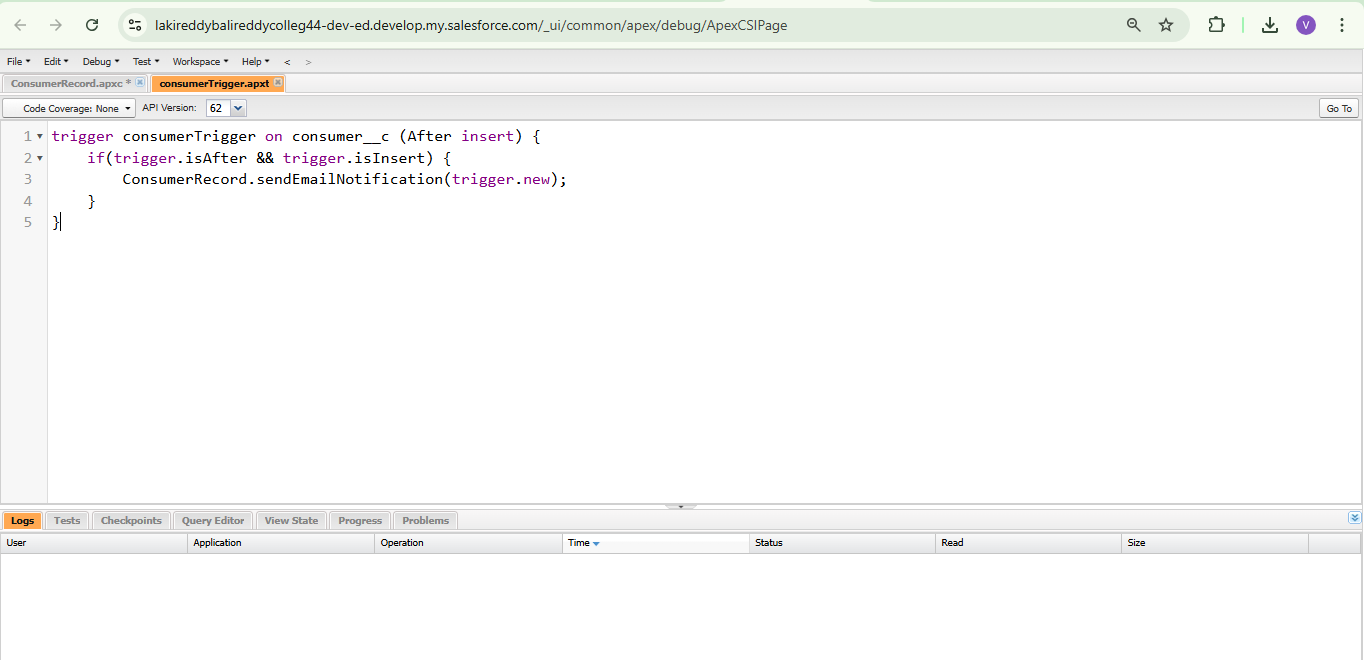 lakireddybalireddycolleg44-dev-ed.develop.my.salesforce.com/_ui/common/apex/debug/ApexCSIPage
V
File Edit Debug Test Workspace Help < >
ConsumerRecord.apxc * consumerTrigger.apxt
Code Coverage: None API Version: 62 Go To
1 trigger consumerTrigger on consumer__c (After insert) {
2 if(trigger.isAfter && trigger.isInsert) {
3 ConsumerRecord.sendEmailNotification(trigger.new);
4 }
5 }
Logs Tests Checkpoints Query Editor View State Progress Problems
User Application Operation Time Status Read Size